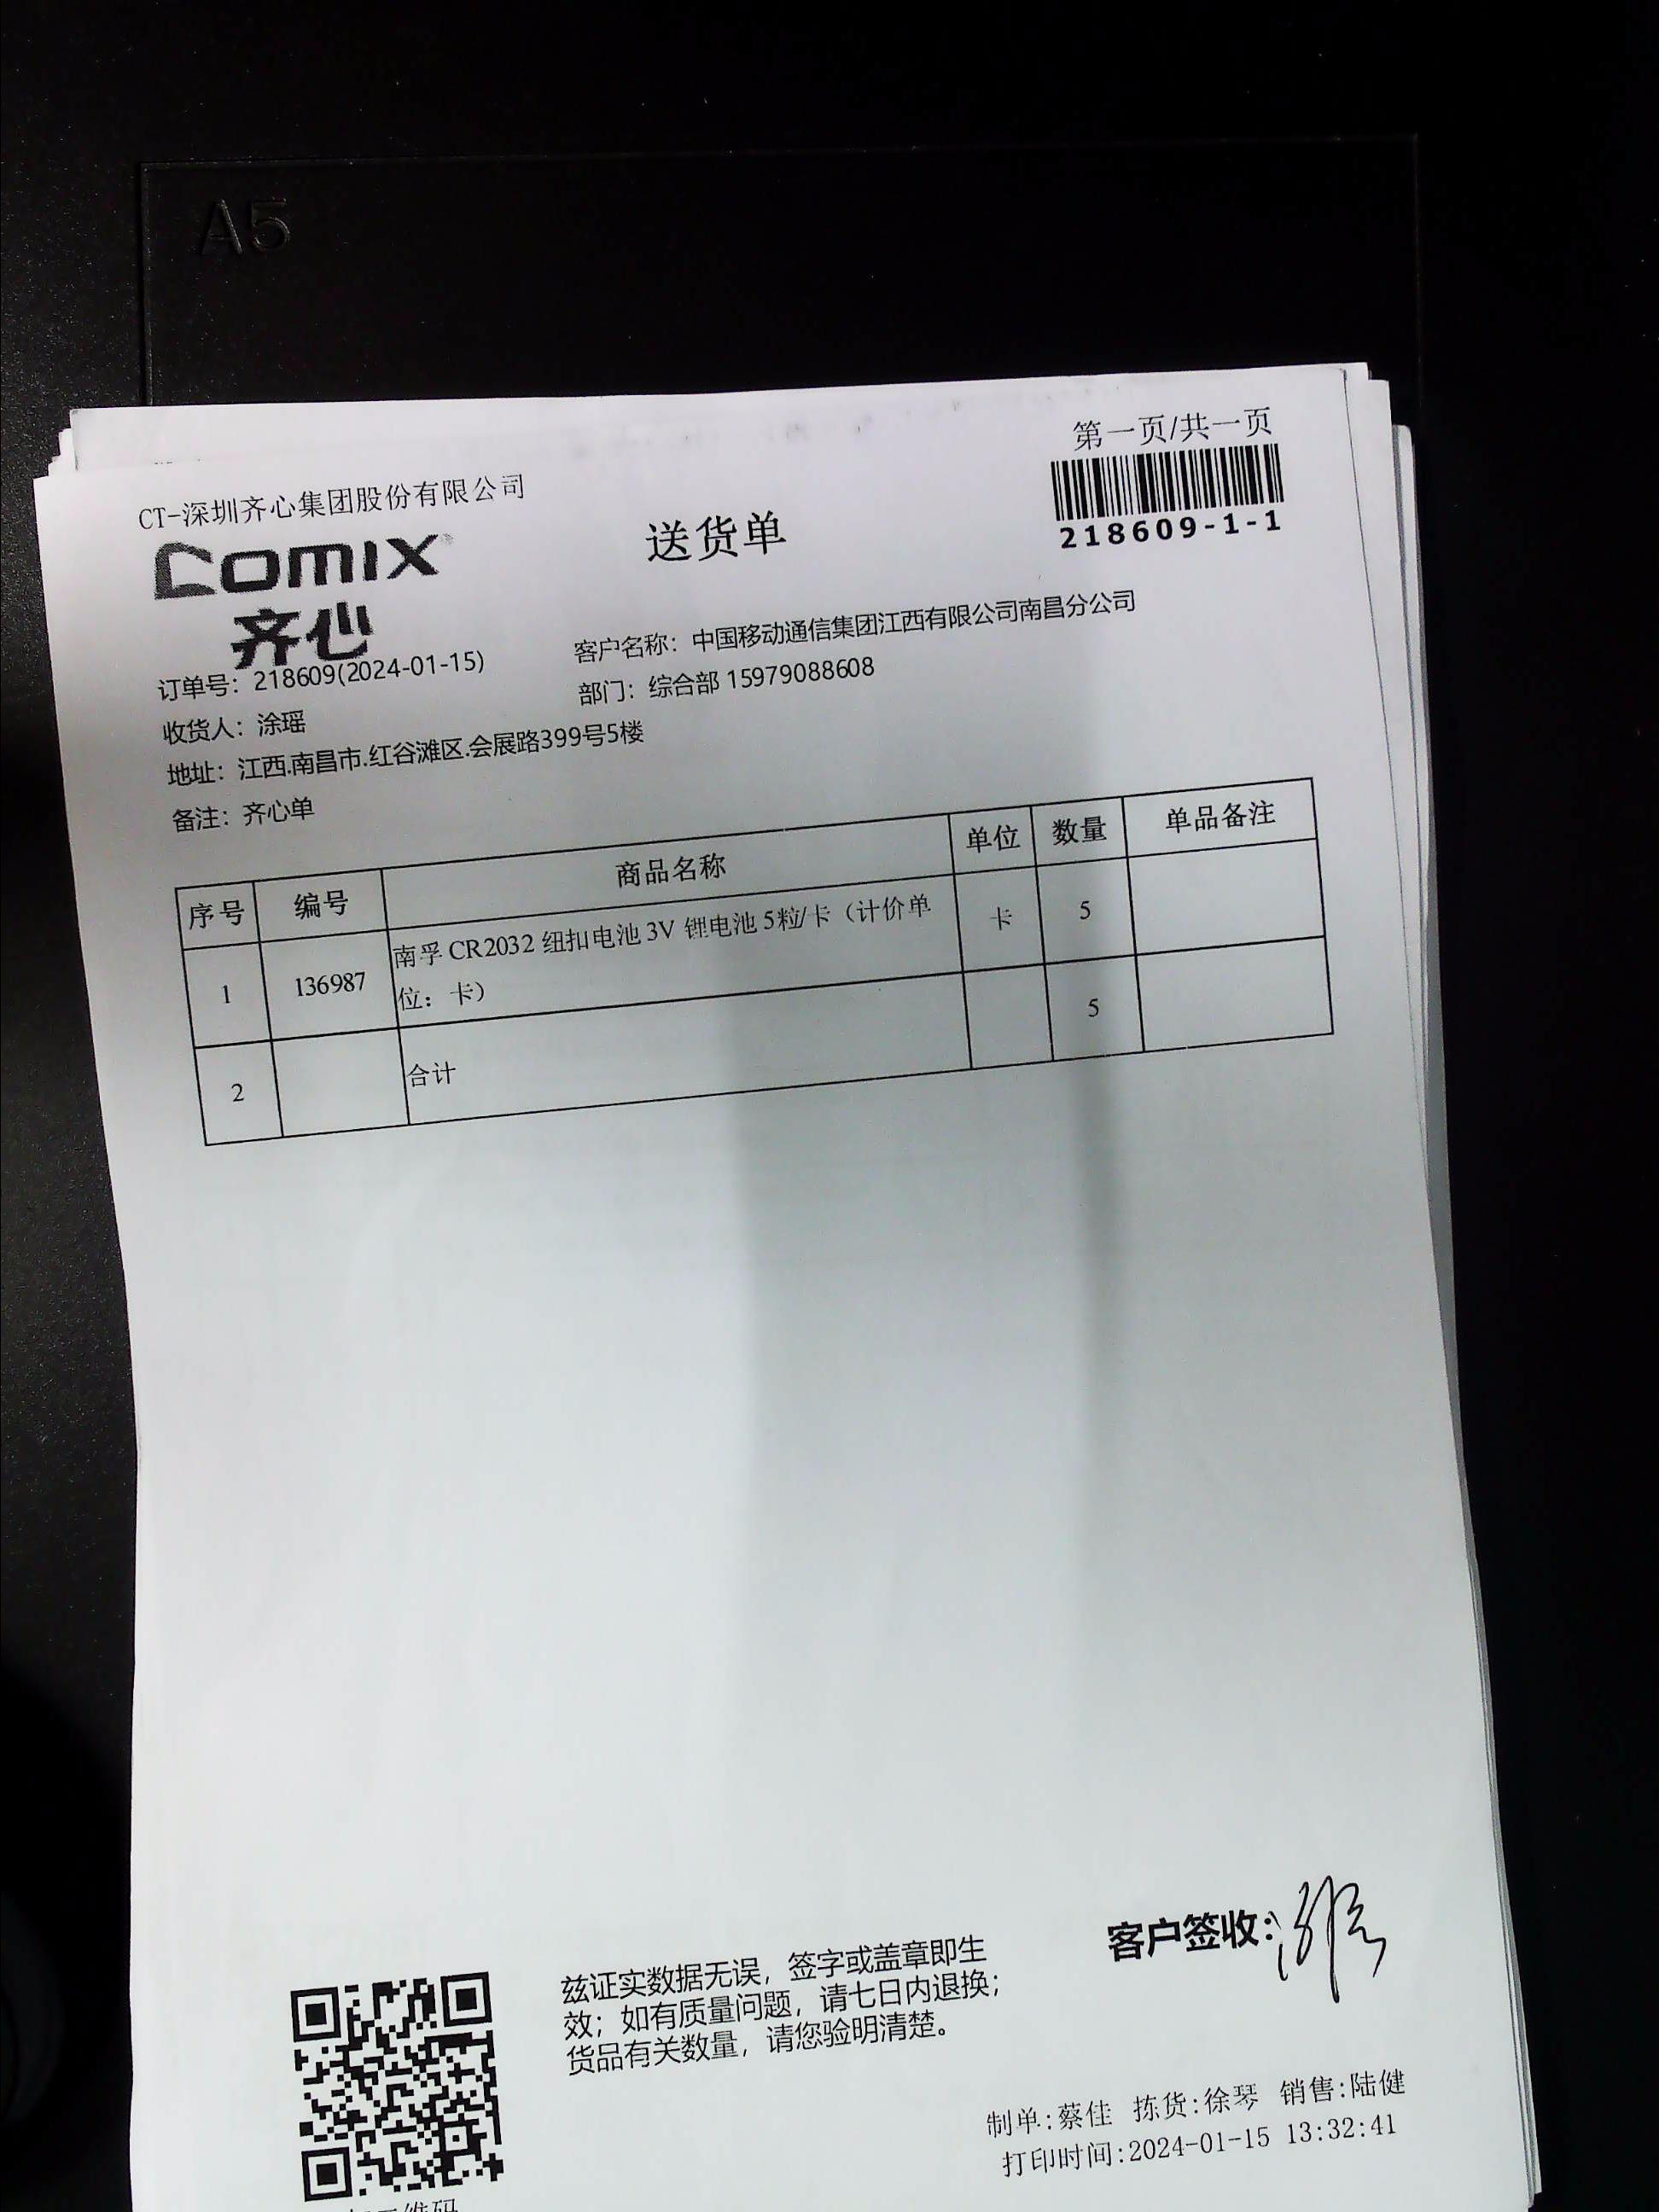 A5
第一页/共一页
CT-深圳齐心集团股份有限公司
218609-1-1
comix
齐心
送货单
订单号：218609(2024-01-15)
客户名称：中国移动通信集团江西有限公司南昌分公司
收货人：涂瑶
部门：综合部 15979088608
地址：江西.南昌市.红谷滩区.会展路399号5楼
备注：齐心单
序号 编号 商品名称 单位 数量 单品备注
1 136987 南孚 CR2032 纽扣电池 3V 锂电池 5粒/卡（计价单 卡 5
位：卡）
2 合计 5
客户签收:
兹证实数据无误，签字或盖章即生
效；如有质量问题，请七日内退换；
货品有关数量，请您验明清楚。
制单:蔡佳 拣货:徐琴 销售:陆健
打印时间:2024-01-15 13:32:41